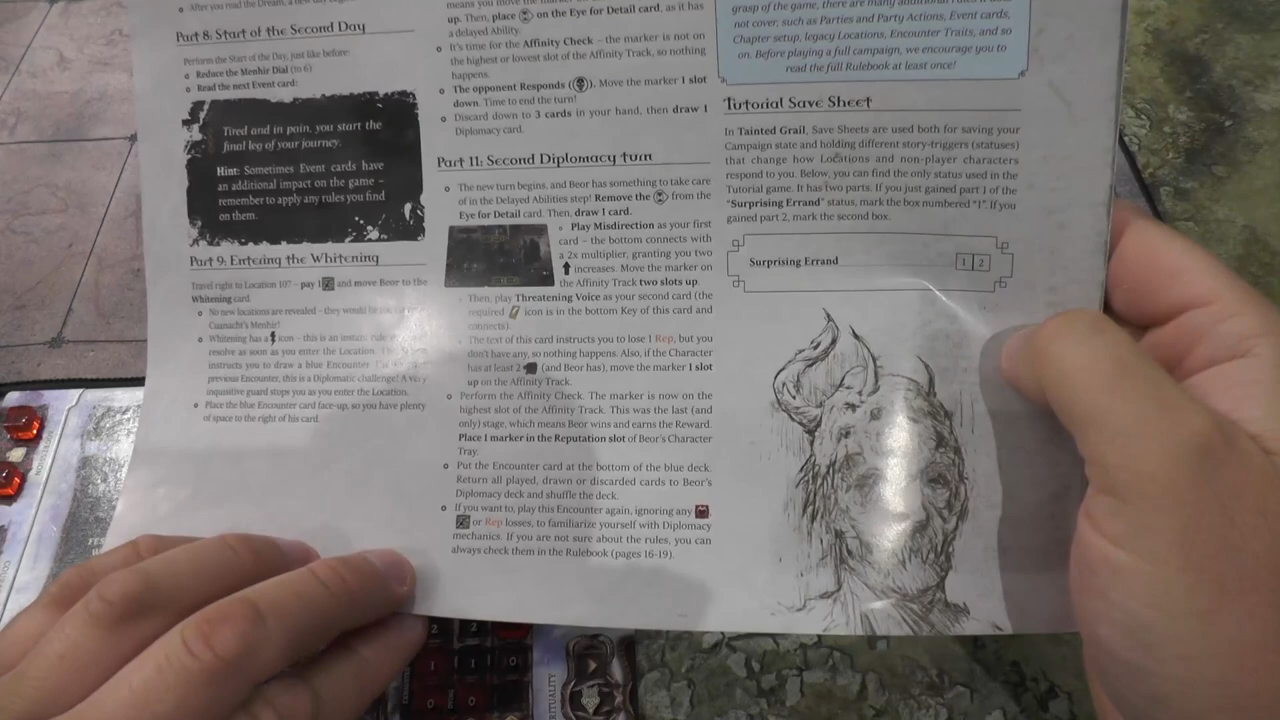 After you read the Dream, a new day begins
Part 8: Start of the Second Day
Perform the Start of the Day, just like before:
Reduce the Menhir Dial (to 6)
Read the next Event card:
Tired and in pain, you start the
final leg of your journey.
Hint: Sometimes Event cards have
an additional impact on the game –
remember to apply any rules you find
on them.
Part 9: Entering the Whitening
Travel right to Location 107 – pay 1 and move Beor to the
Whitening card.
No new locations are revealed – they would be
Cuanacht's Menhir!
Whitening has a icon – this is an instant
resolve as soon as you enter the Location.
instructs you to draw a blue Encounter.
previous Encounter, this is a Diplomatic challenge! A very
inquisitive guard stops you as you enter the Location.
Place the blue Encounter card face-up, so you have plenty
of space to the right of his card.
means you move the
up. Then, place on the Eye for Detail card, as it has
a delayed Ability.
It's time for the Affinity Check – the marker is not on
the highest or lowest slot of the Affinity Track, so nothing
happens.
The opponent Responds ( ). Move the marker 1 slot
down. Time to end the turn!
Discard down to 3 cards in your hand, then draw 1
Diplomacy card.
Part 11: Second Diplomacy turn
The new turn begins, and Beor has something to take care
of in the Delayed Abilities step! Remove the from the
Eye for Detail card. Then, draw 1 card.
Play Misdirection as your first
card – the bottom connects with
a 2x multiplier, granting you two
increases. Move the marker on
the Affinity Track two slots up.
Then, play Threatening Voice as your second card (the
required icon is in the bottom Key of this card and
connects).
The text of this card instructs you to lose 1 Rep, but you
don't have any, so nothing happens. Also, if the Character
has at least 2 (and Beor has), move the marker 1 slot
up on the Affinity Track.
Perform the Affinity Check. The marker is now on the
highest slot of the Affinity Track. This was the last (and
only) stage, which means Beor wins and earns the Reward.
Place 1 marker in the Reputation slot of Beor's Character
Tray.
Put the Encounter card at the bottom of the blue deck.
Return all played, drawn or discarded cards to Beor's
Diplomacy deck and shuffle the deck.
If you want to, play this Encounter again, ignoring any ,
or Rep losses, to familiarize yourself with Diplomacy
mechanics. If you are not sure about the rules, you can
always check them in the Rulebook (pages 16-19).
grasp of the game, there are many additional rules it does
not cover, such as Parties and Party Actions, Event cards,
Chapter setup, legacy Locations, Encounter Traits, and so
on. Before playing a full campaign, we encourage you to
read the full Rulebook at least once!
Tutorial Save Sheet
In Tainted Grail, Save Sheets are used both for saving your
Campaign state and holding different story-triggers (statuses)
that change how Locations and non-player characters
respond to you. Below, you can find the only status used in the
Tutorial game. It has two parts. If you just gained part 1 of the
"Surprising Errand" status, mark the box numbered "1". If you
gained part 2, mark the second box.
Surprising Errand 1 2
2 2
1 1 0
0 0